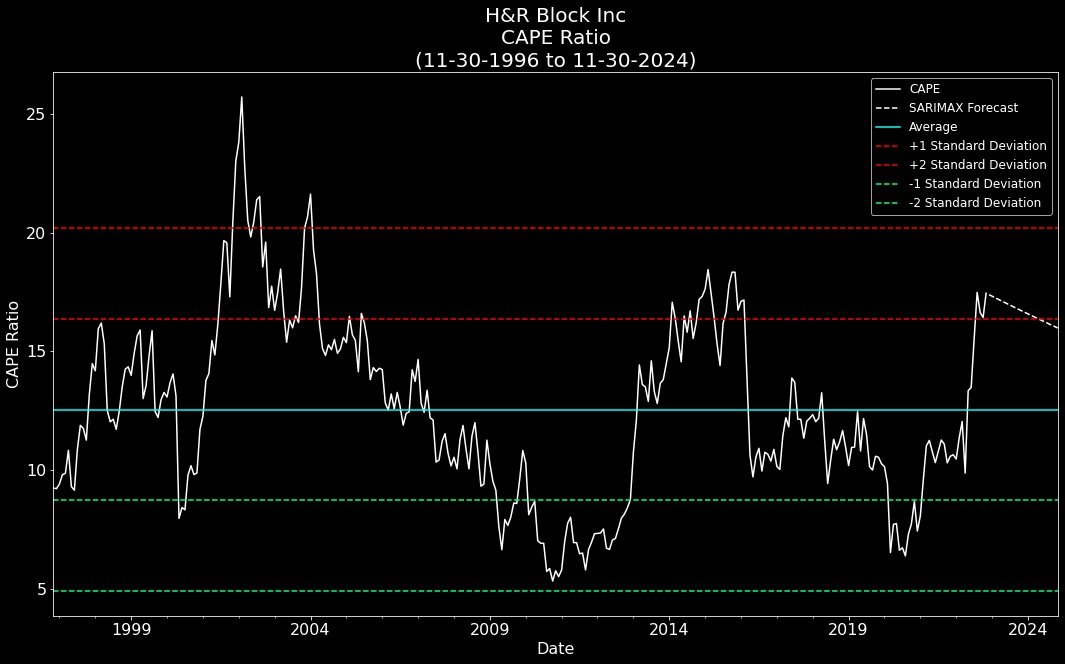 H&R Block Inc
CAPE Ratio
(11-30-1996 to 11-30-2024)
CAPE
SARIMAX Forecast
Average
+1 Standard Deviation
+2 Standard Deviation
-1 Standard Deviation
-2 Standard Deviation
CAPE Ratio
25
20
15
10
5
1999
2004
2009
2014
2019
2024
Date